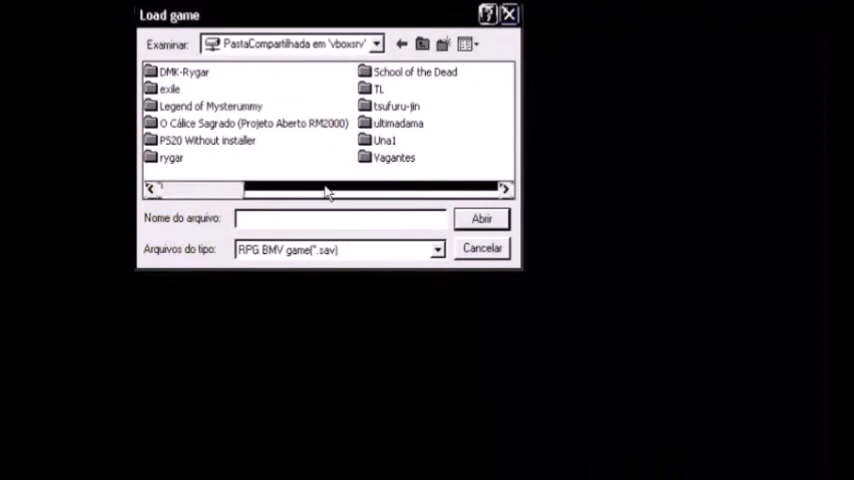 Load game
Examinar: PastaCompartilhada em 'vboxsrv'
DMK-Rygar
exile
Legend of Mysterummy
O Cálice Sagrado (Projeto Aberto RM2000)
PS20 Without installer
rygar
School of the Dead
TL
tsufuru-jin
ultimadama
Una1
Vagantes
Nome do arquivo:
Abrir
Arquivos do tipo: RPG BMV game(*.sav)
Cancelar